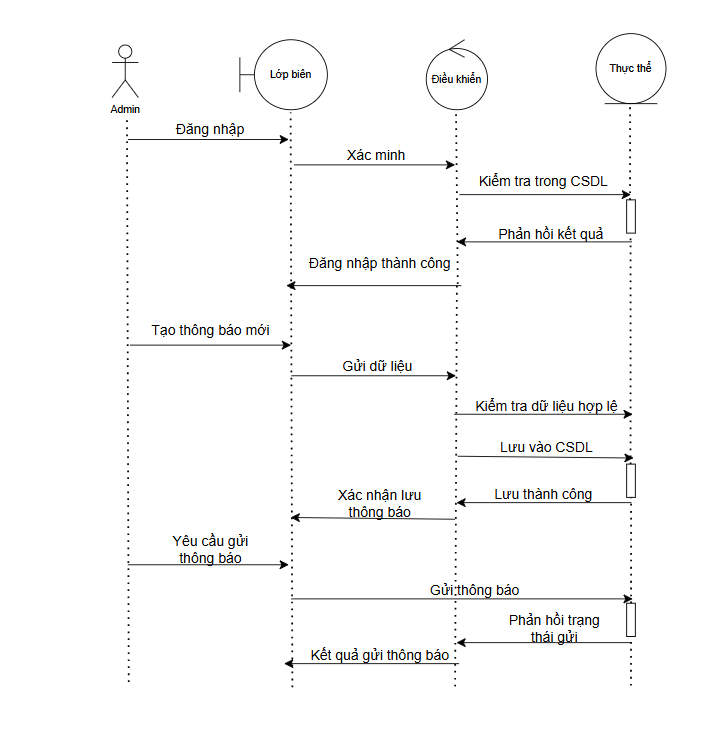 Lớp biên
Điều khiển
Thực thể
Admin
Đăng nhập
Xác minh
Kiểm tra trong CSDL
Phản hồi kết quả
Đăng nhập thành công
Tạo thông báo mới
Gửi dữ liệu
Kiểm tra dữ liệu hợp lệ
Lưu vào CSDL
Lưu thành công
Xác nhận lưu
thông báo
Yêu cầu gửi
thông báo
Gửi thông báo
Phản hồi trạng
thái gửi
Kết quả gửi thông báo